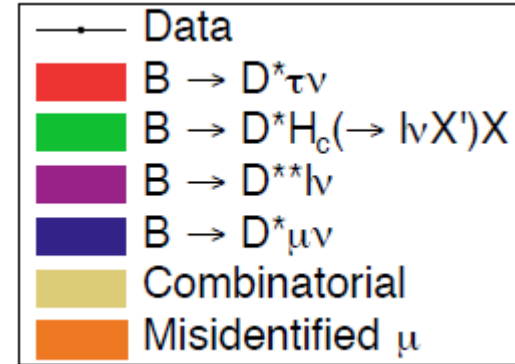 Data
B → D*τν
B → D*H_c(→ lνX')X
B → D**lν
B → D*μν
Combinatorial
Misidentified μ